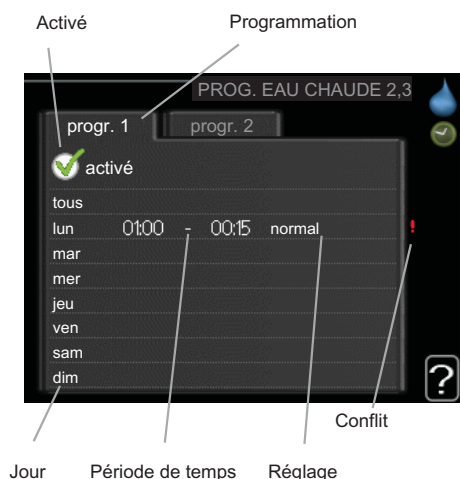 Activé
Programmation
PROG. EAU CHAUDE 2,3
progr. 1
progr. 2
activé
tous
lun 01:00 - 00:15 normal !
mar
mer
jeu
ven
sam
dim
?
Conflit
Jour
Période de temps
Réglage